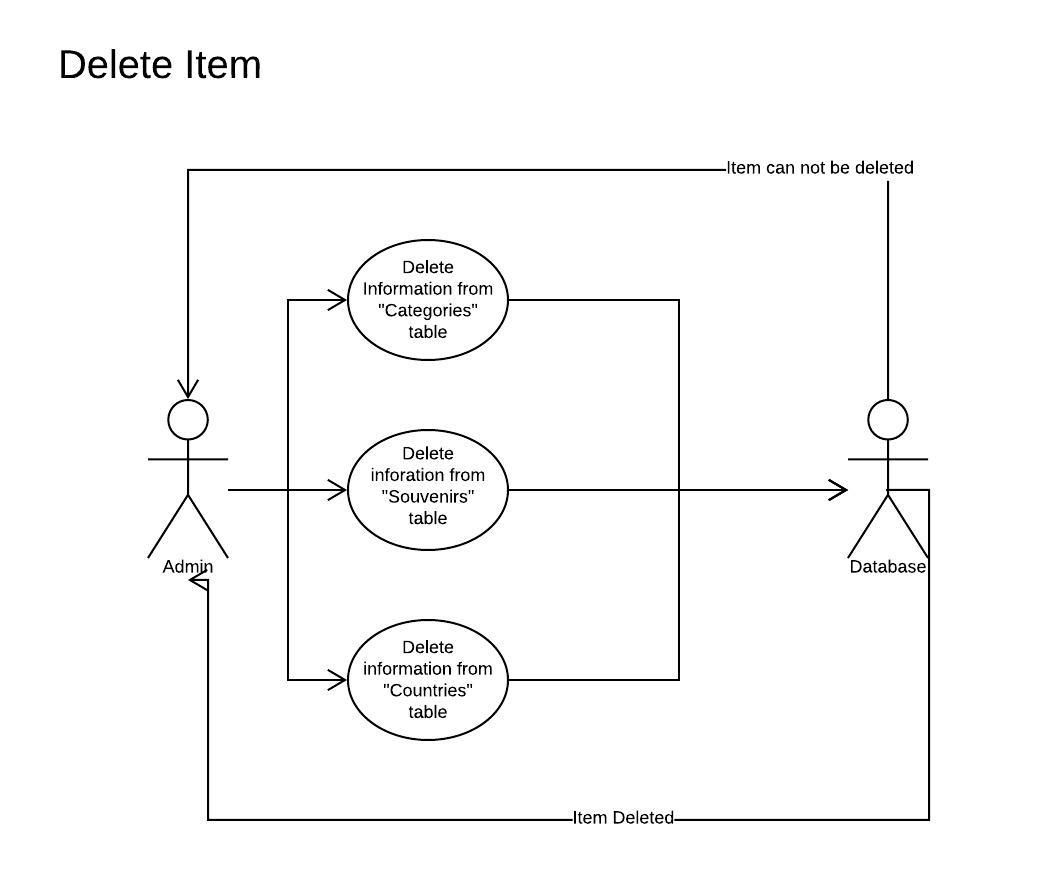 Delete Item
Item can not be deleted
Delete
Information from
"Categories"
table
Delete
inforation from
"Souvenirs"
table
Admin
Database
Delete
information from
"Countries"
table
Item Deleted